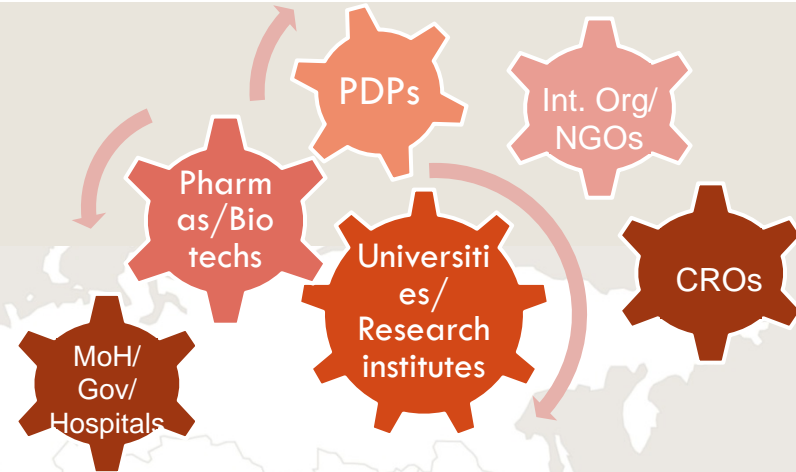 PDPs
Int. Org/
NGOs
Pharm
as/Bio
techs
Universiti
es/
Research
institutes
CROs
MoH/
Gov/
Hospitals